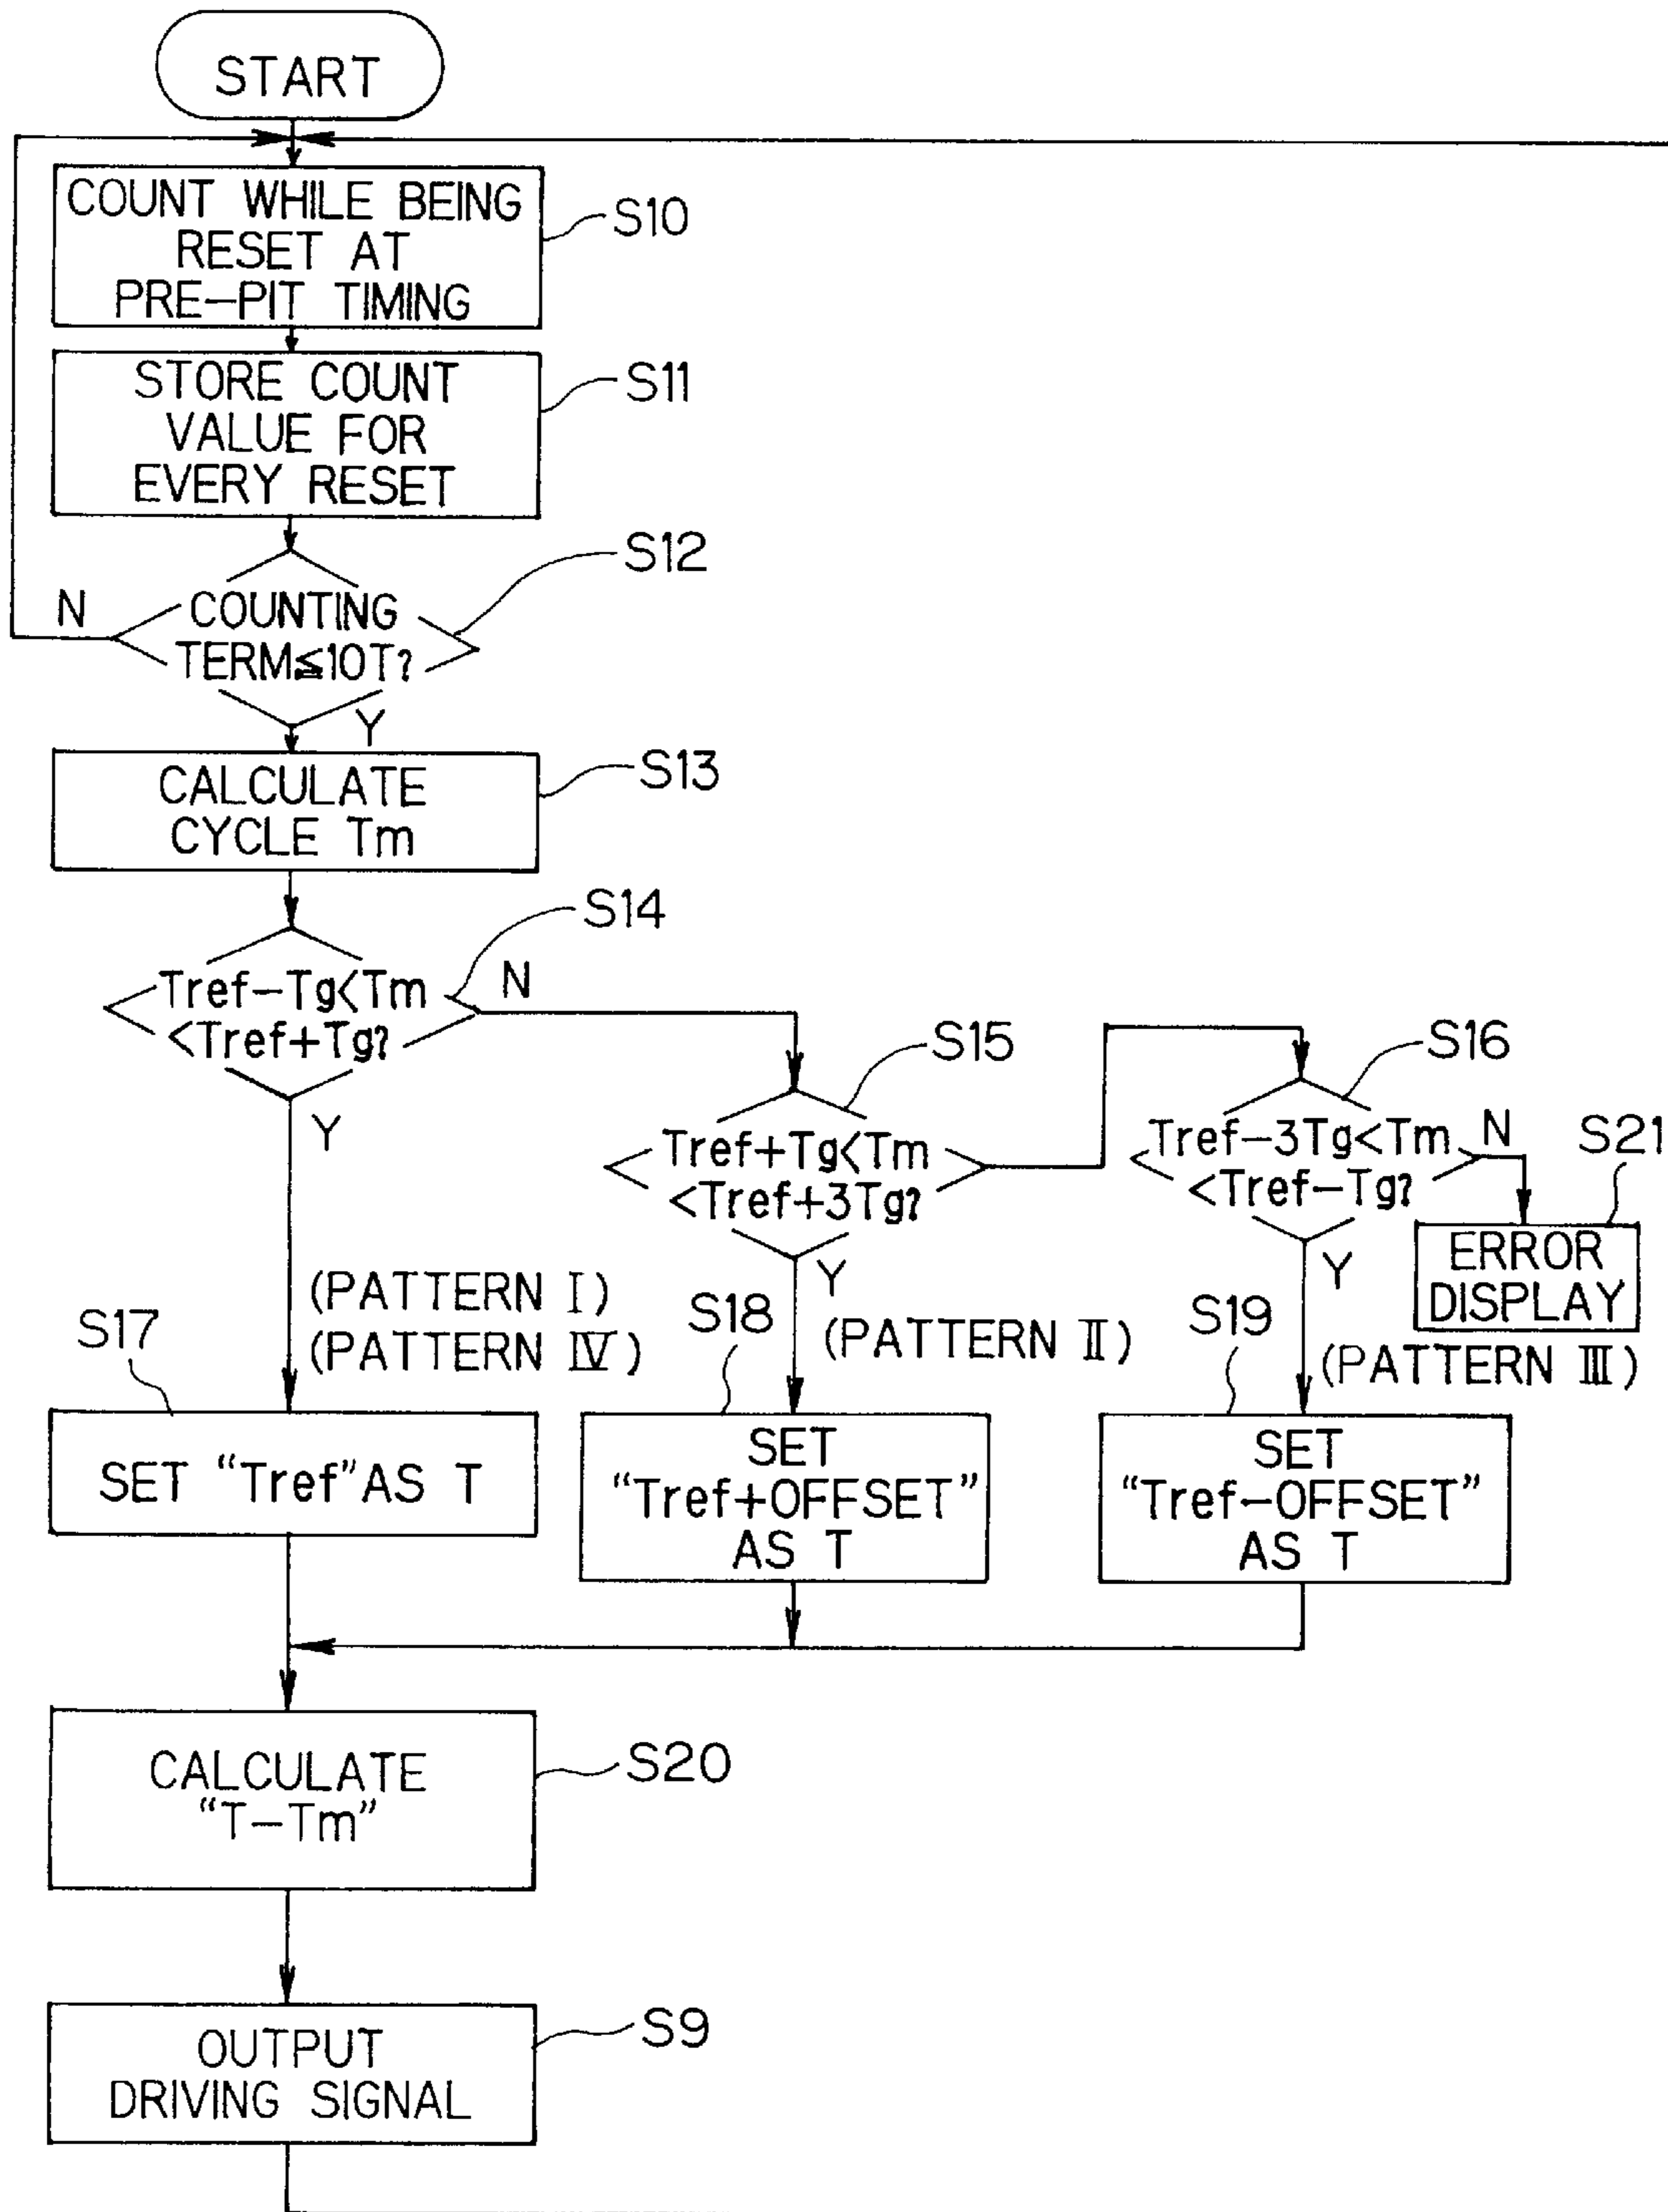 START
COUNT WHILE BEING
RESET AT
PRE-PIT TIMING
S10
STORE COUNT
VALUE FOR
EVERY RESET
S11
S12
N
COUNTING
TERM≦10T?
Y
CALCULATE
CYCLE Tm
S13
S14
Tref-Tg<Tm
<Tref+Tg?
N
Y
S15
Tref+Tg<Tm
<Tref+3Tg?
Y
S16
Tref-3Tg<Tm
<Tref-Tg?
N
Y
S21
ERROR
DISPLAY
(PATTERN I)
(PATTERN IV)
S17
SET "Tref" AS T
S18
(PATTERN II)
SET
"Tref+OFFSET"
AS T
S19
(PATTERN III)
SET
"Tref-OFFSET"
AS T
CALCULATE
"T-Tm"
S20
OUTPUT
DRIVING SIGNAL
S9